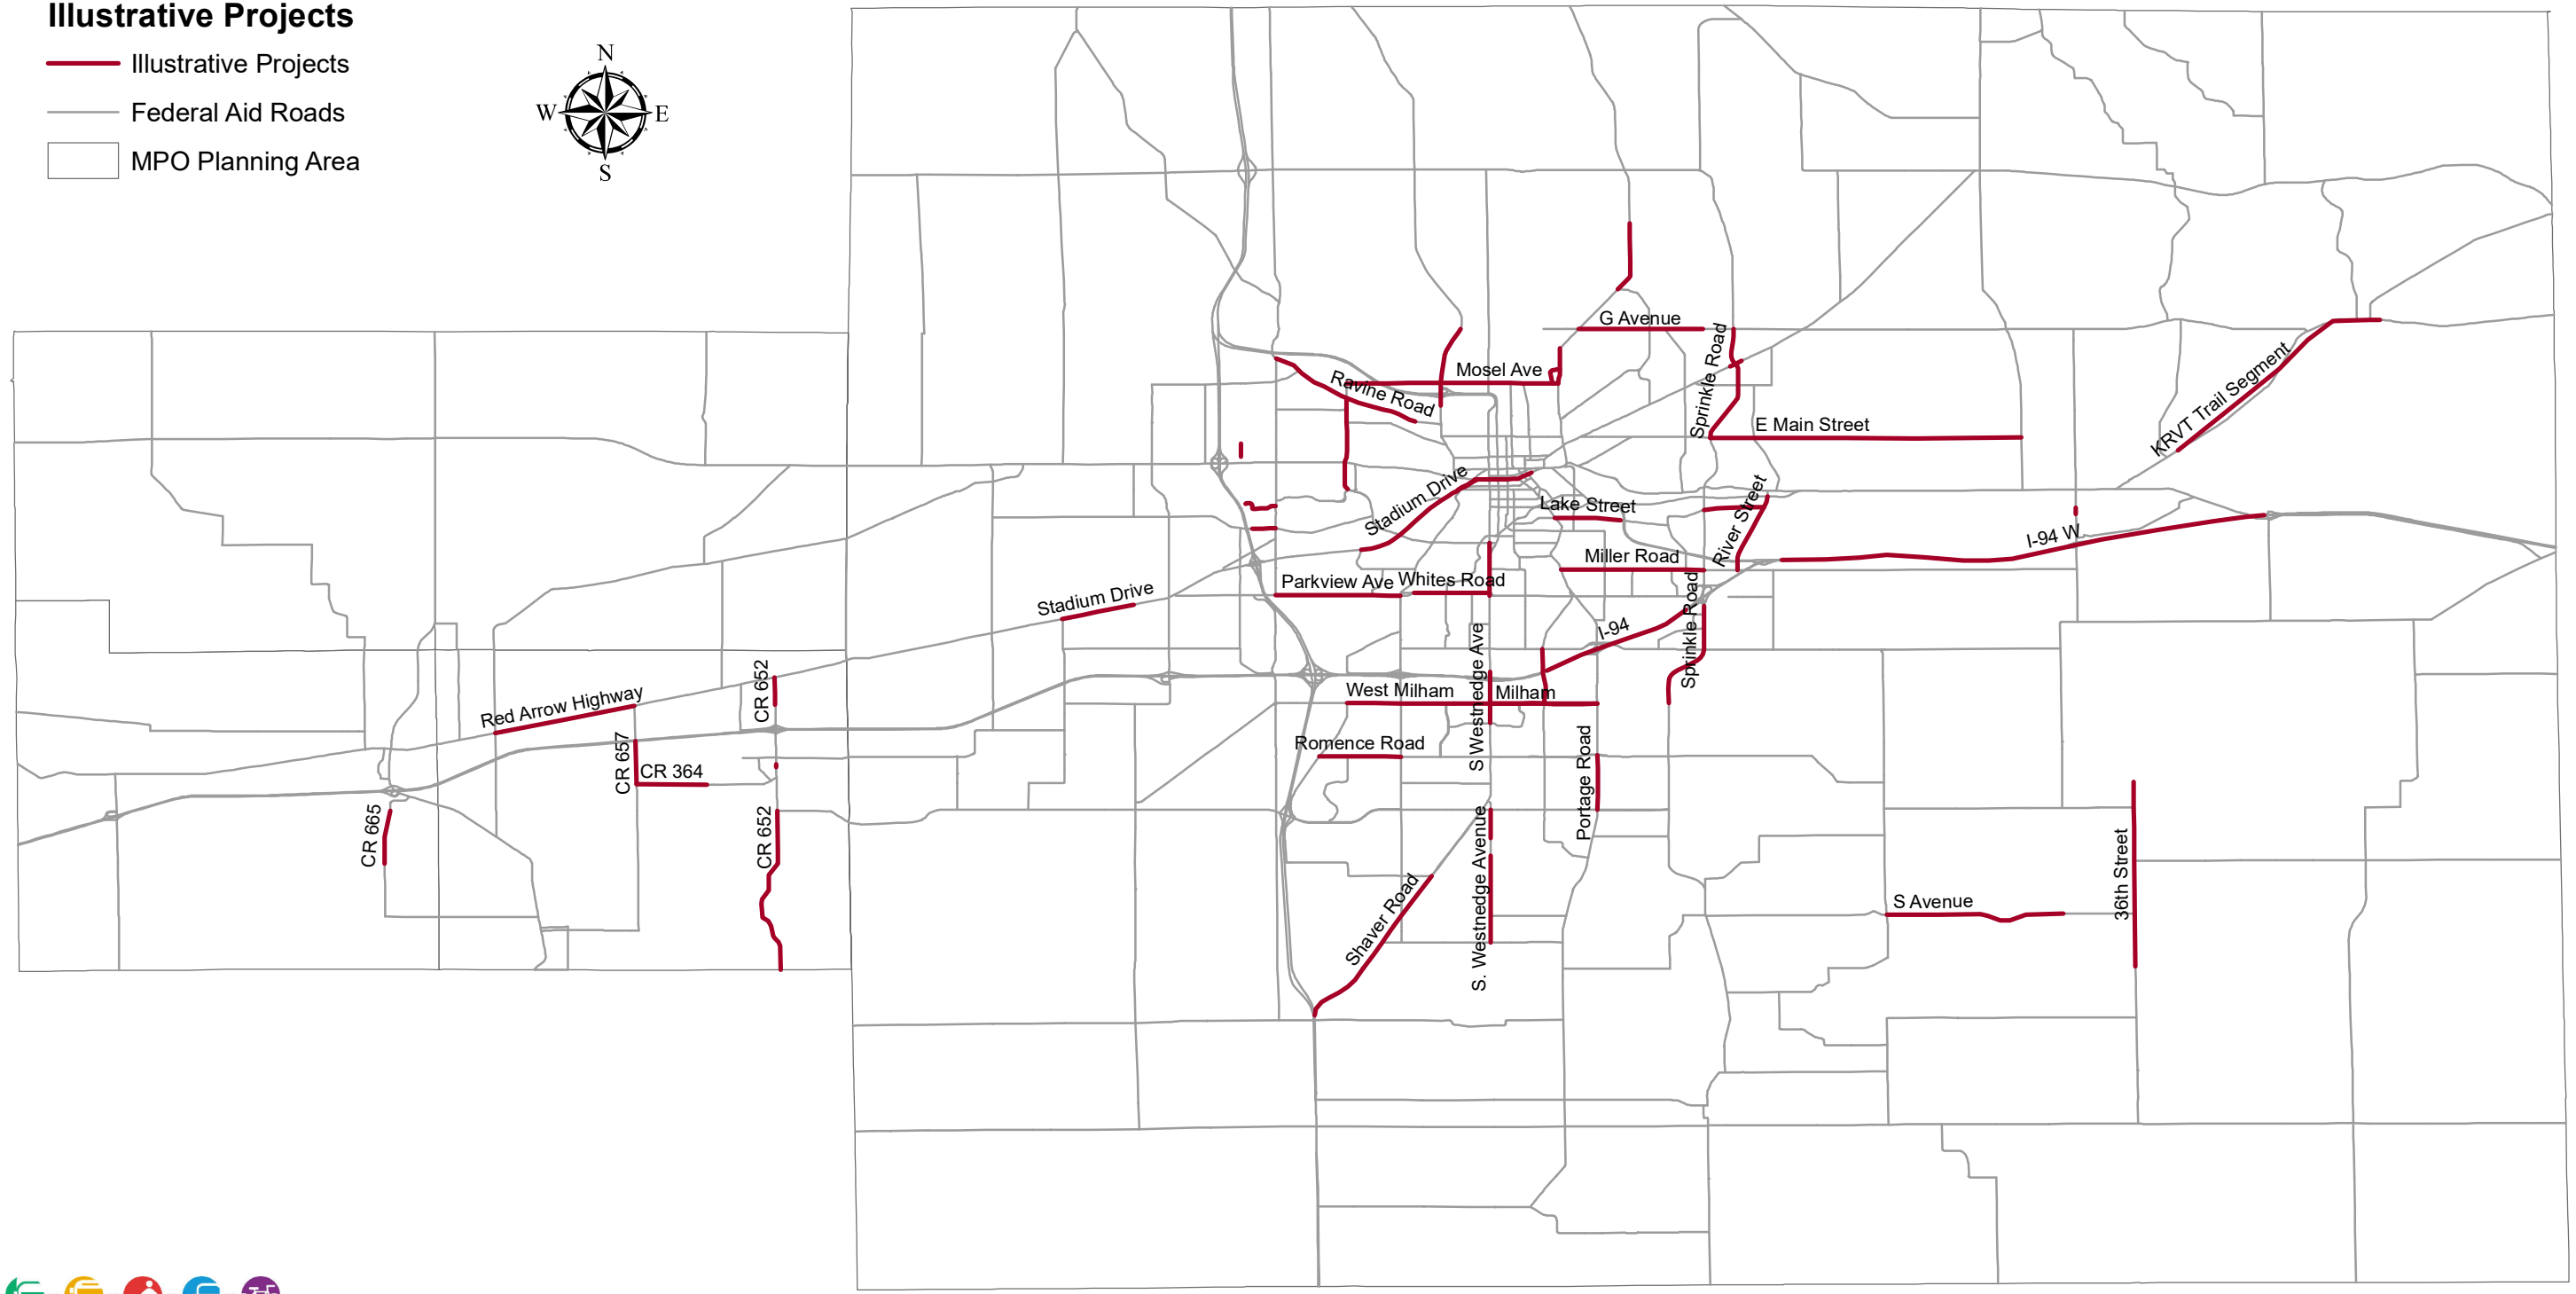 Illustrative Projects
Illustrative Projects
Federal Aid Roads
MPO Planning Area
N
W
E
S
G Avenue
Sprinkle Road
Mosel Ave
Ravine Road
KRVT Trail Segment
E Main Street
Stadium Drive
Lake Street
River Street
I-94 W
Miller Road
Parkview Ave
Whites Road
Stadium Drive
Sprinkle Road
I-94
S Westnedge Ave
CR 652
West Milham
Milham
Red Arrow Highway
CR 657
CR 364
Romence Road
Portage Road
CR 665
CR 652
S. Westnedge Avenue
36th Street
Shaver Road
S Avenue